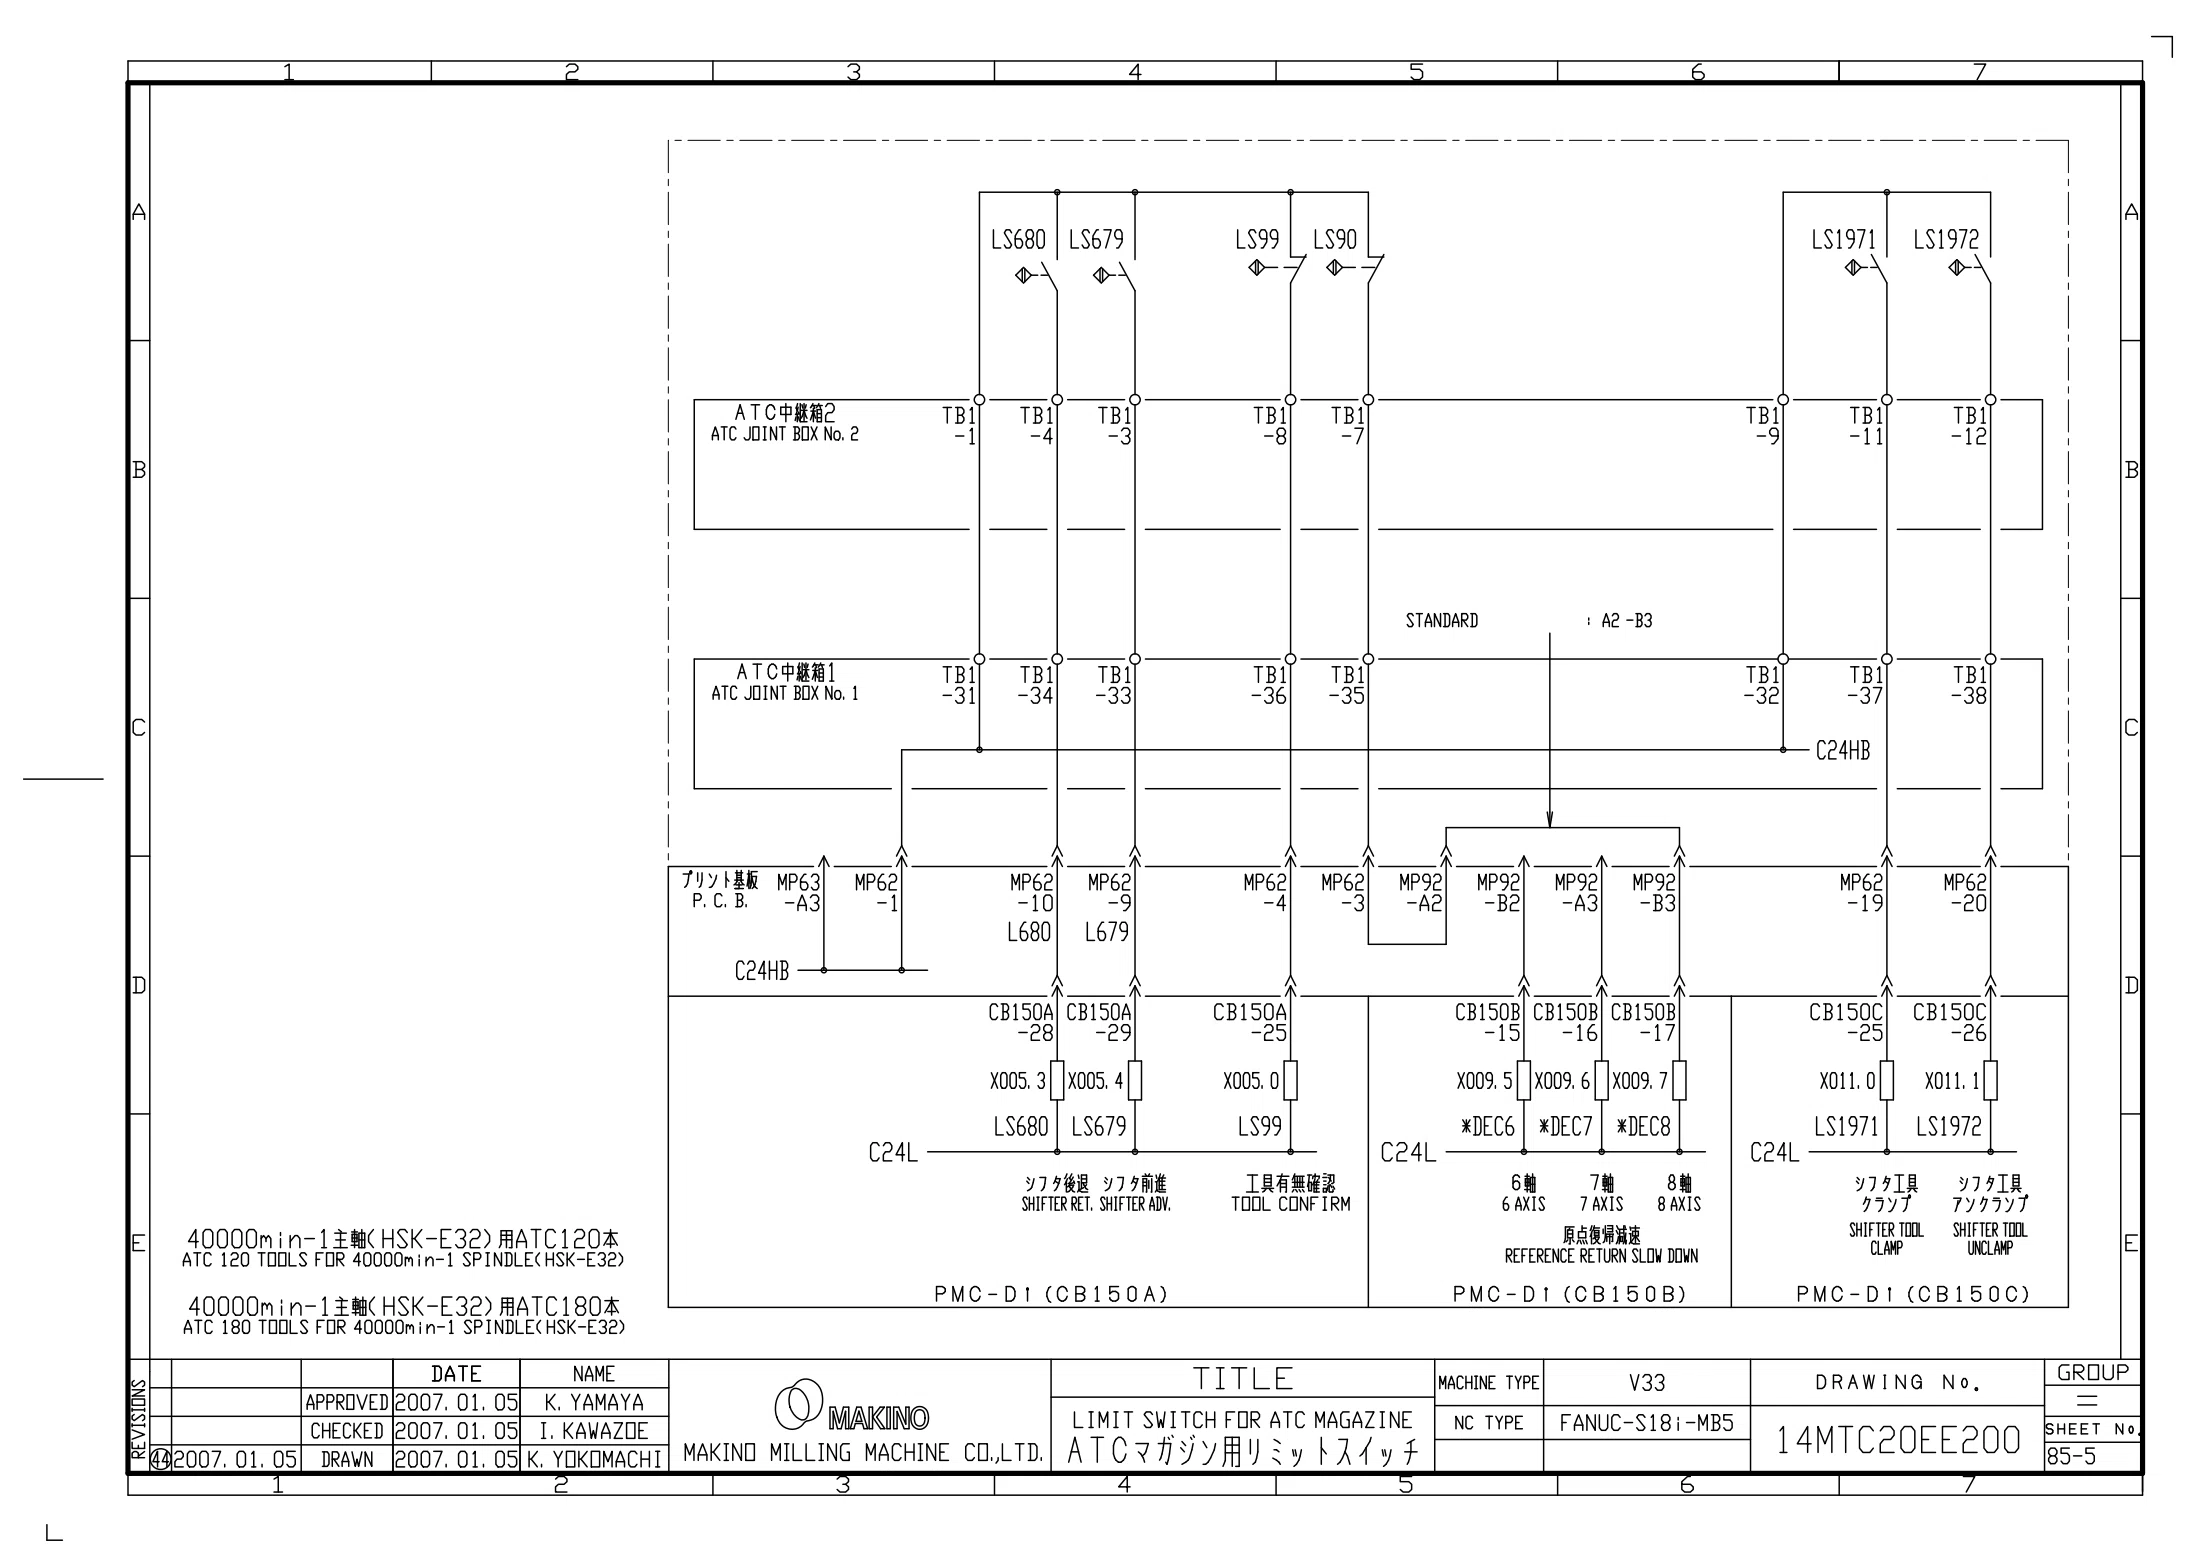 1 2 3 4 5 6 7
A A
B B
C C
D D
E E
LS680 LS679 LS99 LS90 LS1971 LS1972
ATC中継箱2
ATC JOINT BOX No. 2
TB1 TB1 TB1 TB1 TB1 TB1 TB1 TB1
-1 -4 -3 -8 -7 -9 -11 -12
STANDARD : A2-B3
ATC中継箱1
ATC JOINT BOX No. 1
TB1 TB1 TB1 TB1 TB1 TB1 TB1 TB1
-31 -34 -33 -36 -35 -32 -37 -38
C24HB
プリント基板 MP63 MP62 MP62 MP62 MP62 MP62 MP92 MP92 MP92 MP92 MP62 MP62
P. C. B. -A3 -1 -10 -9 -4 -3 -A2 -B2 -A3 -B3 -19 -20
L680 L679
C24HB
CB150A CB150A CB150A CB150B CB150B CB150B CB150C CB150C
-28 -29 -25 -15 -16 -17 -25 -26
X005. 3 X005. 4 X005. 0 X009. 5 X009. 6 X009. 7 X011. 0 X011. 1
LS680 LS679 LS99 *DEC6 *DEC7 *DEC8 LS1971 LS1972
C24L C24L C24L
シフタ後退 シフタ前進 工具有無確認 6軸 7軸 8軸 シフタ工具 シフタ工具
SHIFTER RET. SHIFTER ADV. TOOL CONFIRM 6 AXIS 7 AXIS 8 AXIS クランプ アンクランプ
原点復帰減速 SHIFTER TOOL SHIFTER TOOL
REFERENCE RETURN SLOW DOWN CLAMP UNCLAMP
40000min-1主軸(HSK-E32)用ATC120本
ATC 120 TOOLS FOR 40000min-1 SPINDLE(HSK-E32)
40000min-1主軸(HSK-E32)用ATC180本
ATC 180 TOOLS FOR 40000min-1 SPINDLE(HSK-E32)
PMC-DI (CB150A) PMC-DI (CB150B) PMC-DI (CB150C)
REVISIONS
DATE NAME
APPROVED 2007. 01. 05 K. YAMAYA
CHECKED 2007. 01. 05 I. KAWAZOE
44 2007. 01. 05 DRAWN 2007. 01. 05 K. YOKOMACHI
MAKINO
MAKINO MILLING MACHINE CO.,LTD.
TITLE
LIMIT SWITCH FOR ATC MAGAZINE
ATCマガジン用リミットスイッチ
MACHINE TYPE V33
NC TYPE FANUC-S18i-MB5
DRAWING No.
14MTC20EE200
GROUP
=
SHEET No.
85-5
1 2 3 4 5 6 7